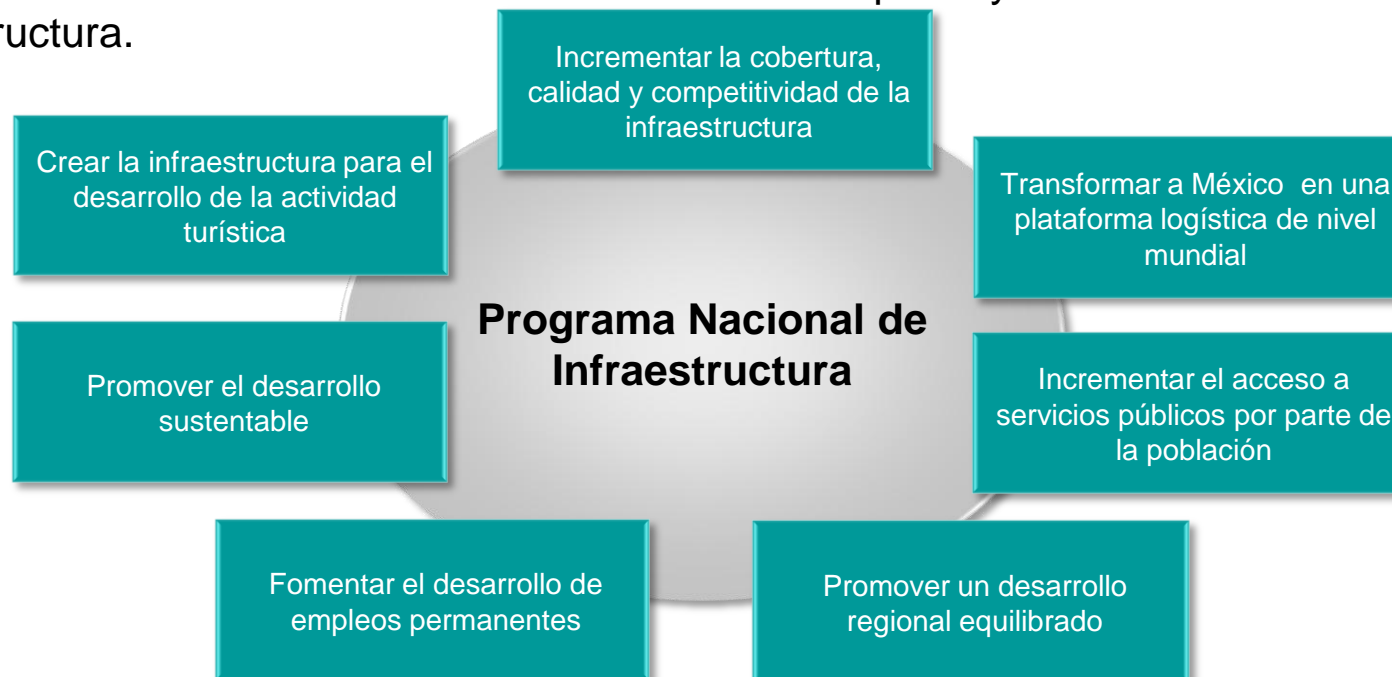 ructura.
Incrementar la cobertura,
calidad y competitividad de la
infraestructura
Crear la infraestructura para el
desarrollo de la actividad
turística
Transformar a México en una
plataforma logística de nivel
mundial
Programa Nacional de
Infraestructura
Promover el desarrollo
sustentable
Incrementar el acceso a
servicios públicos por parte de
la población
Fomentar el desarrollo de
empleos permanentes
Promover un desarrollo
regional equilibrado